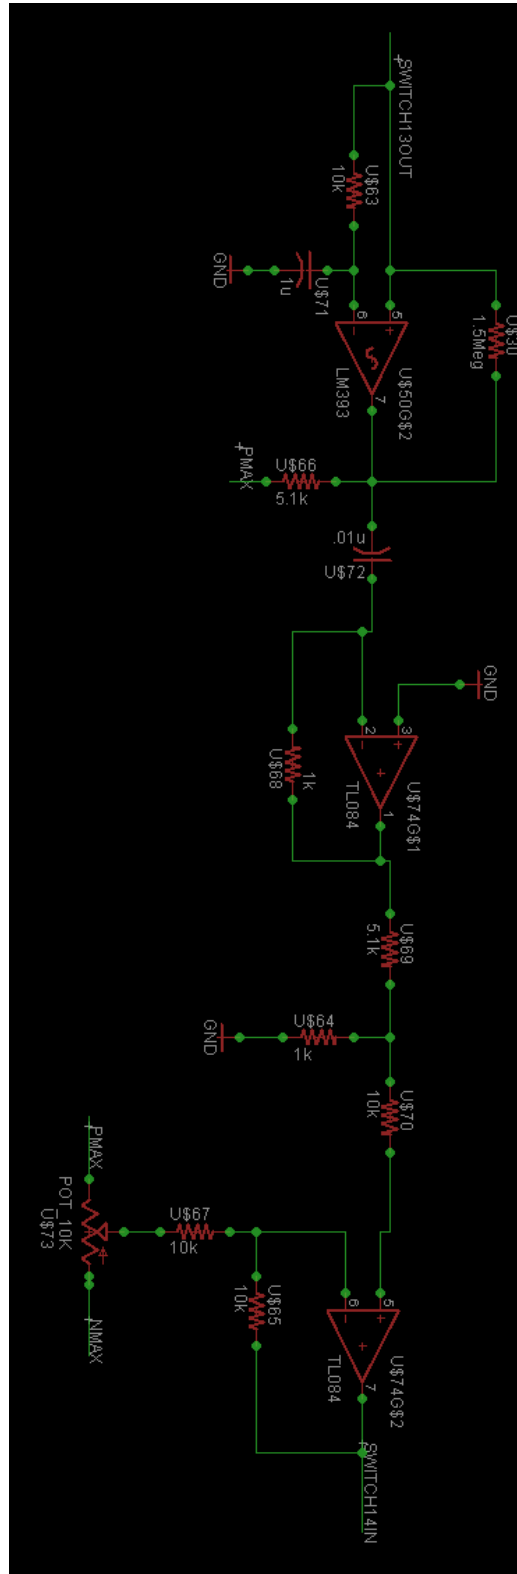 SWITCH13OUT
U$63
10k
GND
1u
U$71
6
5
7
LM393
U$50G$2
U$30
1.5Meg
PMAX
U$66
5.1k
.01u
U$72
GND
2
3
1
TL084
U$74G$1
U$68
1k
U$69
5.1k
GND
U$64
1k
U$70
10k
PMAX
POT_10K
U$73
NMAX
U$67
10k
U$65
10k
6
5
7
TL084
U$74G$2
SWITCH14IN